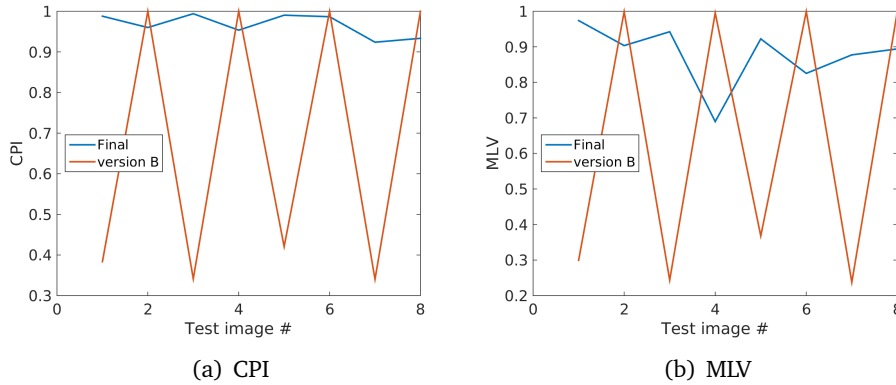 1
0.9
0.8
0.7
0.6
0.5
0.4
0.3
CPI
Final
version B
0 2 4 6 8
Test image #
(a) CPI
1
0.9
0.8
0.7
0.6
0.5
0.4
0.3
0.2
MLV
Final
version B
0 2 4 6 8
Test image #
(b) MLV